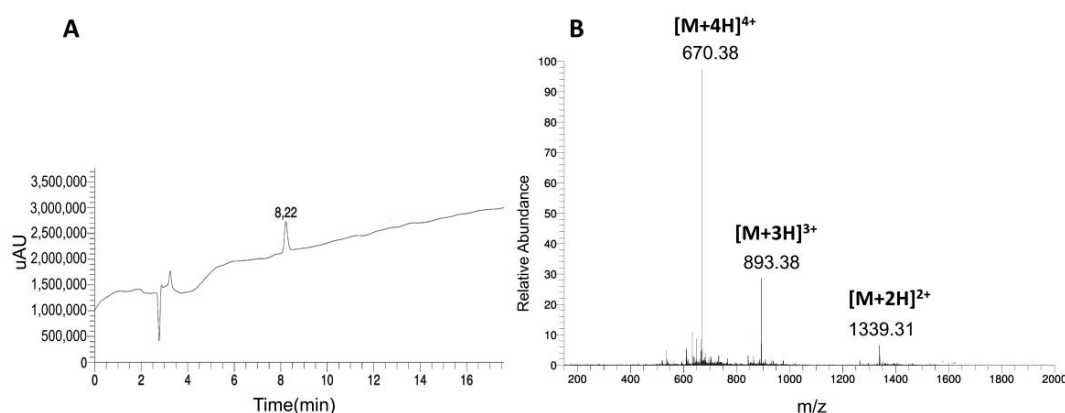 A
3,500,000
3,000,000
2,500,000
2,000,000
1,500,000
1,000,000
500,000
0
uAU
8,22
0 2 4 6 8 10 12 14 16
Time(min)
B
[M+4H]4+
670.38
[M+3H]3+
893.38
[M+2H]2+
1339.31
100
90
80
70
60
50
40
30
20
10
0
Relative Abundance
200 400 600 800 1000 1200 1400 1600 1800 2000
m/z